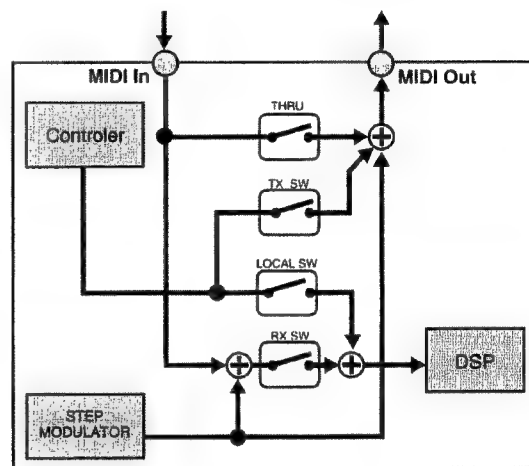 MIDI In
MIDI Out
THRU
Controler
TX SW
LOCAL SW
RX SW
DSP
STEP
MODULATOR